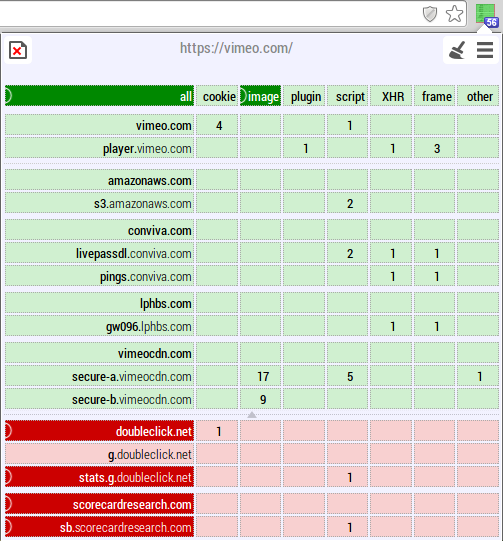 56
https://vimeo.com/
all cookie image plugin script XHR frame other
vimeo.com 4 1
player.vimeo.com 1 1 3
amazonaws.com
s3.amazonaws.com 2
conviva.com
livepassdl.conviva.com 2 1 1
pings.conviva.com 1 1
lphbs.com
gw096.lphbs.com 1 1
vimeocdn.com
secure-a.vimeocdn.com 17 5 1
secure-b.vimeocdn.com 9
doubleclick.net 1
g.doubleclick.net
stats.g.doubleclick.net 1
scorecardresearch.com
sb.scorecardresearch.com 1